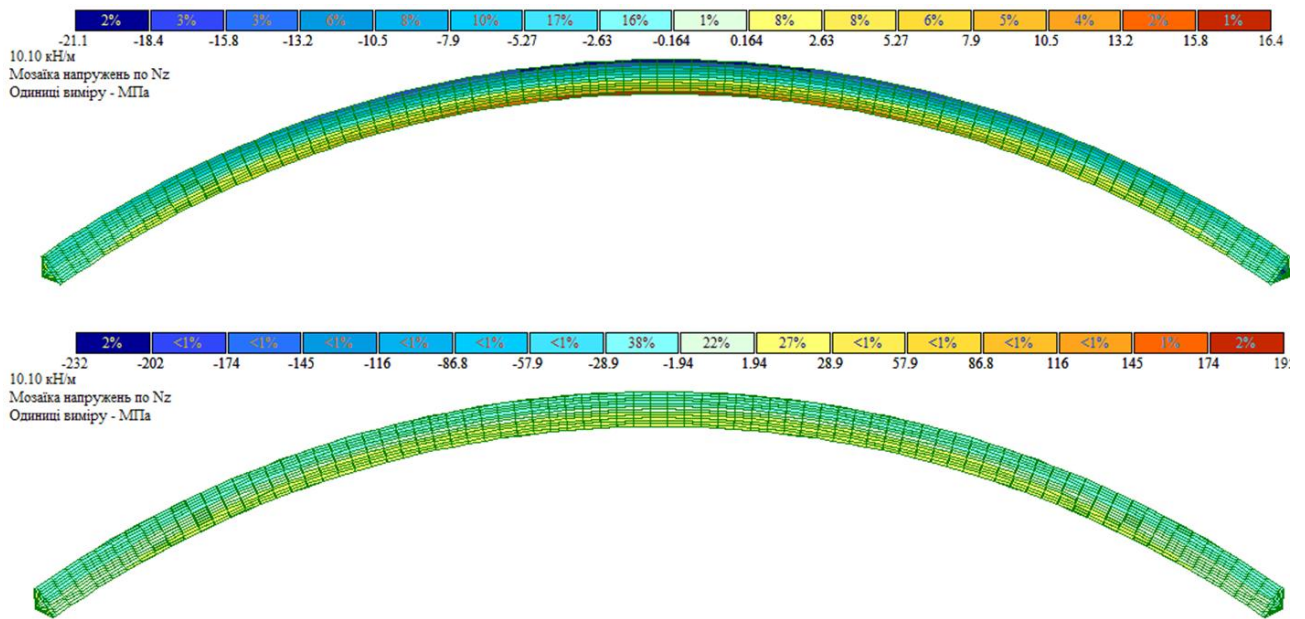 2% 3% 3% 6% 8% 10% 17% 16% 1% 8% 8% 6% 5% 4% 2% 1%
-21.1 -18.4 -15.8 -13.2 -10.5 -7.9 -5.27 -2.63 -0.164 0.164 2.63 5.27 7.9 10.5 13.2 15.8 16.4
10.10 кН/м
Мозаїка напружень по Nz
Одиниці виміру - МПа
2% <1% <1% <1% <1% <1% <1% 38% 22% 27% <1% <1% <1% <1% 1% 2%
-232 -202 -174 -145 -116 -86.8 -57.9 -28.9 -1.94 1.94 28.9 57.9 86.8 116 145 174
10.10 кН/м
Мозаїка напружень по Nz
Одиниці виміру - МПа